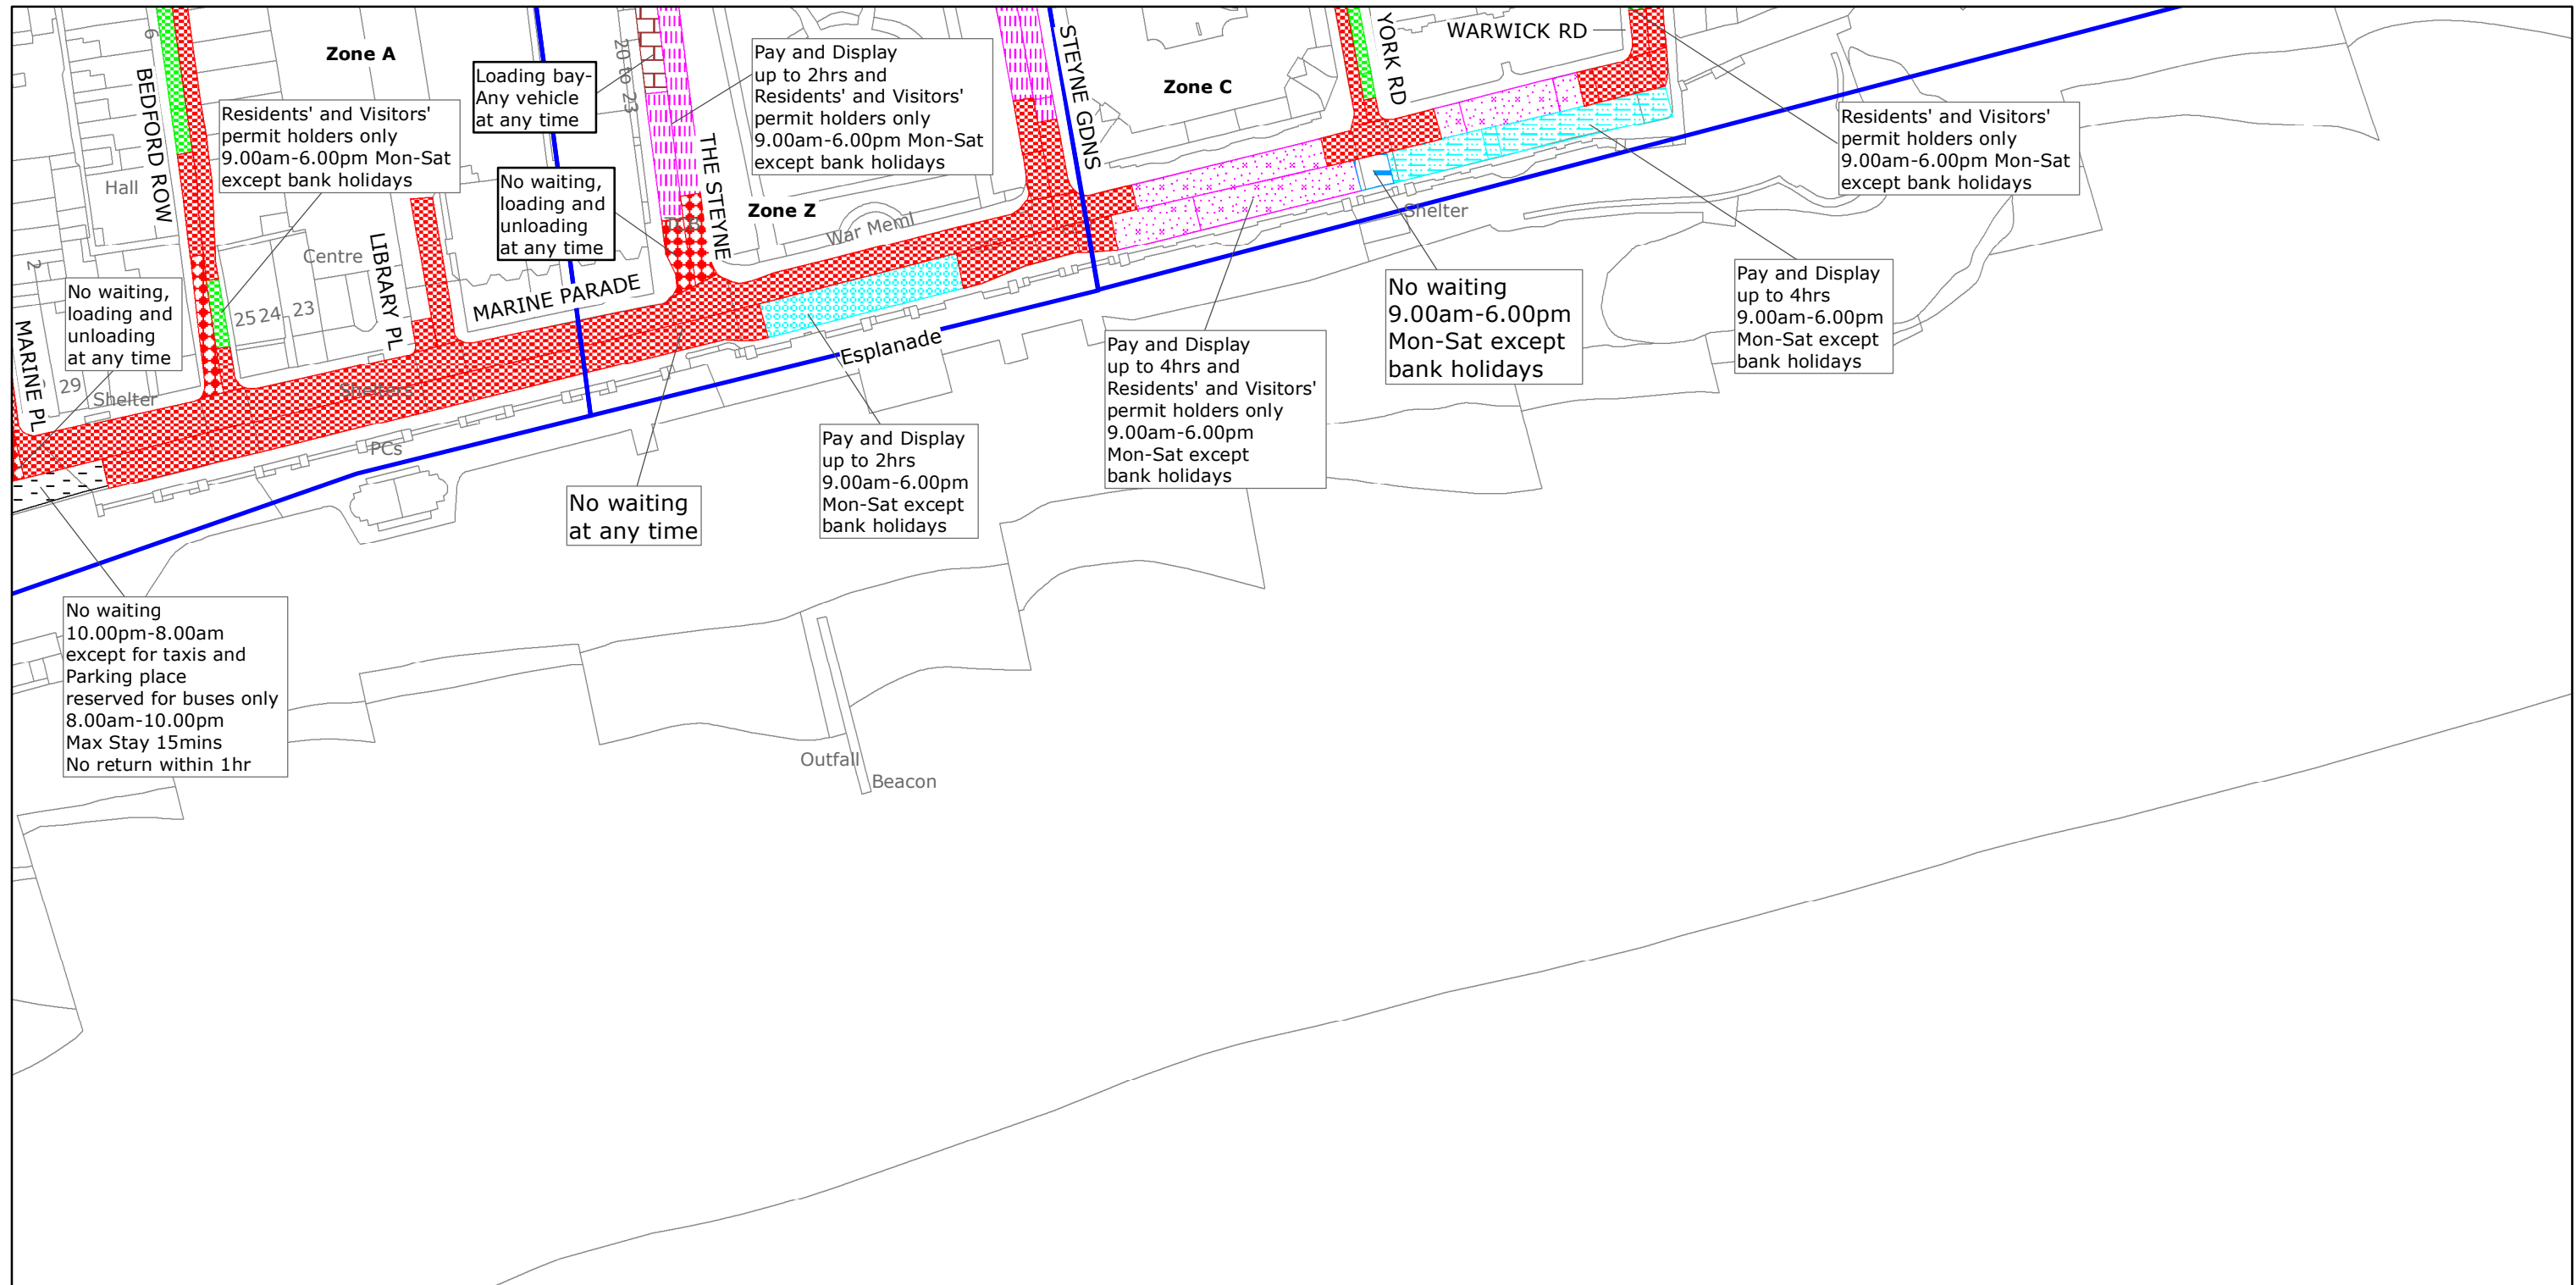 Zone A
6
BEDFORD ROW
Hall
Residents' and Visitors'
permit holders only
9.00am-6.00pm Mon-Sat
except bank holidays
Loading bay-
Any vehicle
at any time
20 to 23
Pay and Display
up to 2hrs and
Residents' and Visitors'
permit holders only
9.00am-6.00pm Mon-Sat
except bank holidays
No waiting,
loading and
unloading
at any time
THE STEYNE
Zone Z
War Meml
STEYNE GDNS
Zone C
YORK RD
WARWICK RD
Residents' and Visitors'
permit holders only
9.00am-6.00pm Mon-Sat
except bank holidays
Shelter
2
No waiting,
loading and
unloading
at any time
MARINE PL
29
Shelter
Centre
25
24
23
LIBRARY PL
Shelters
MARINE PARADE
PCs
Esplanade
No waiting
at any time
Pay and Display
up to 2hrs
9.00am-6.00pm
Mon-Sat except
bank holidays
Pay and Display
up to 4hrs and
Residents' and Visitors'
permit holders only
9.00am-6.00pm
Mon-Sat except
bank holidays
No waiting
9.00am-6.00pm
Mon-Sat except
bank holidays
Pay and Display
up to 4hrs
9.00am-6.00pm
Mon-Sat except
bank holidays
No waiting
10.00pm-8.00am
except for taxis and
Parking place
reserved for buses only
8.00am-10.00pm
Max Stay 15mins
No return within 1hr
Outfall
Beacon